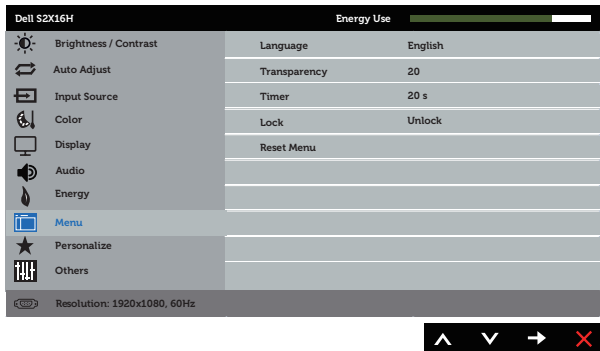 Dell S2X16H Energy Use
Brightness / Contrast Language English
Auto Adjust Transparency 20
Input Source Timer 20 s
Color Lock Unlock
Display Reset Menu
Audio
Energy
Menu
Personalize
Others
Resolution: 1920x1080, 60Hz